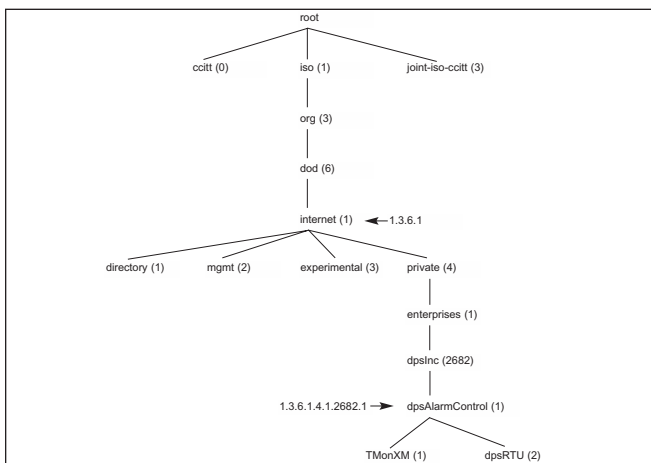 root
ccitt (0)
iso (1)
joint-iso-ccitt (3)
org (3)
dod (6)
internet (1)
1.3.6.1
directory (1)
mgmt (2)
experimental (3)
private (4)
enterprises (1)
dpsInc (2682)
1.3.6.1.4.1.2682.1
dpsAlarmControl (1)
TMonXM (1)
dpsRTU (2)